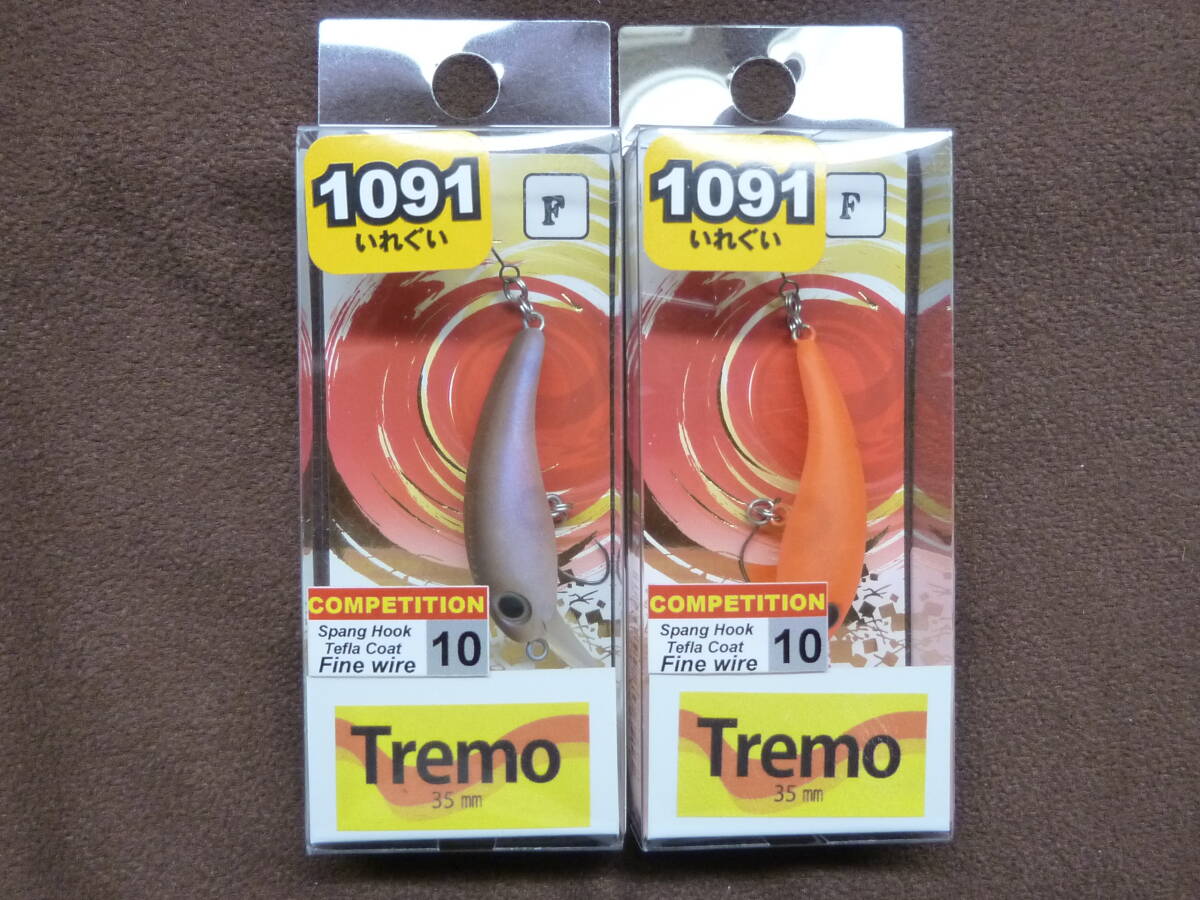 1091
いれぐい
F
COMPETITION
Spang Hook
Tefla Coat
Fine wire
10
Tremo
35 mm
1091
いれぐい
F
COMPETITION
Spang Hook
Tefla Coat
Fine wire
10
Tremo
35 mm